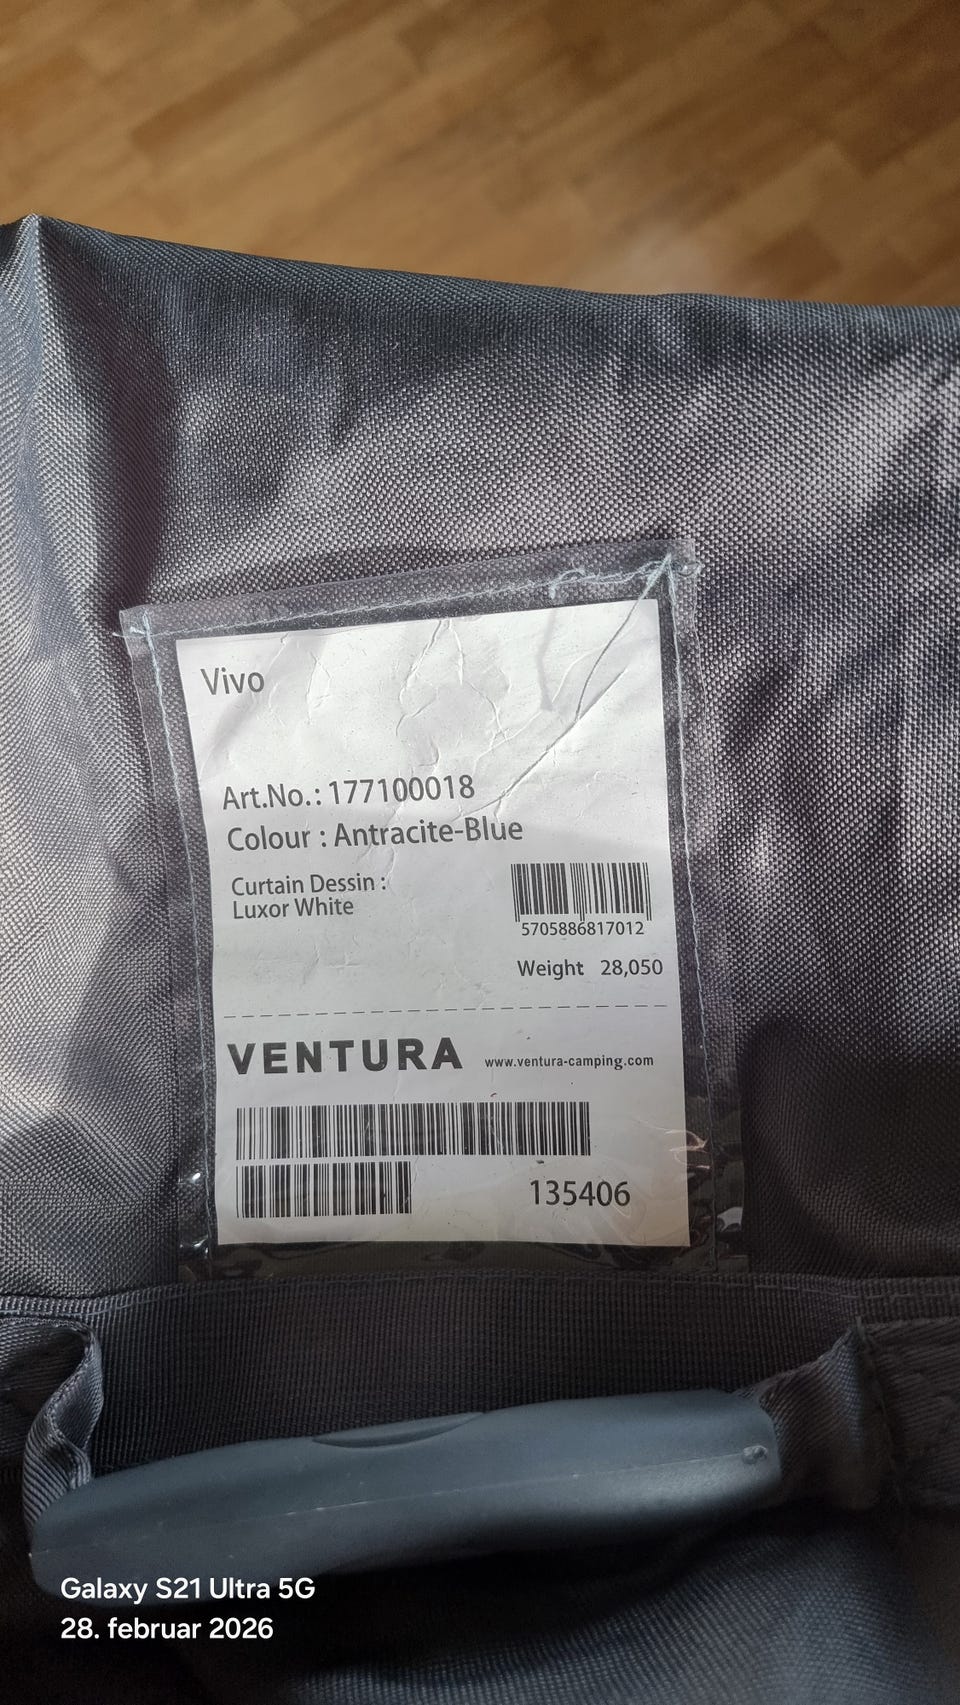 Vivo
Art.No.: 177100018
Colour : Antracite-Blue
Curtain Dessin :
Luxor White
5705886817012
Weight 28,050
VENTURA www.ventura-camping.com
135406
Galaxy S21 Ultra 5G
28. februar 2026